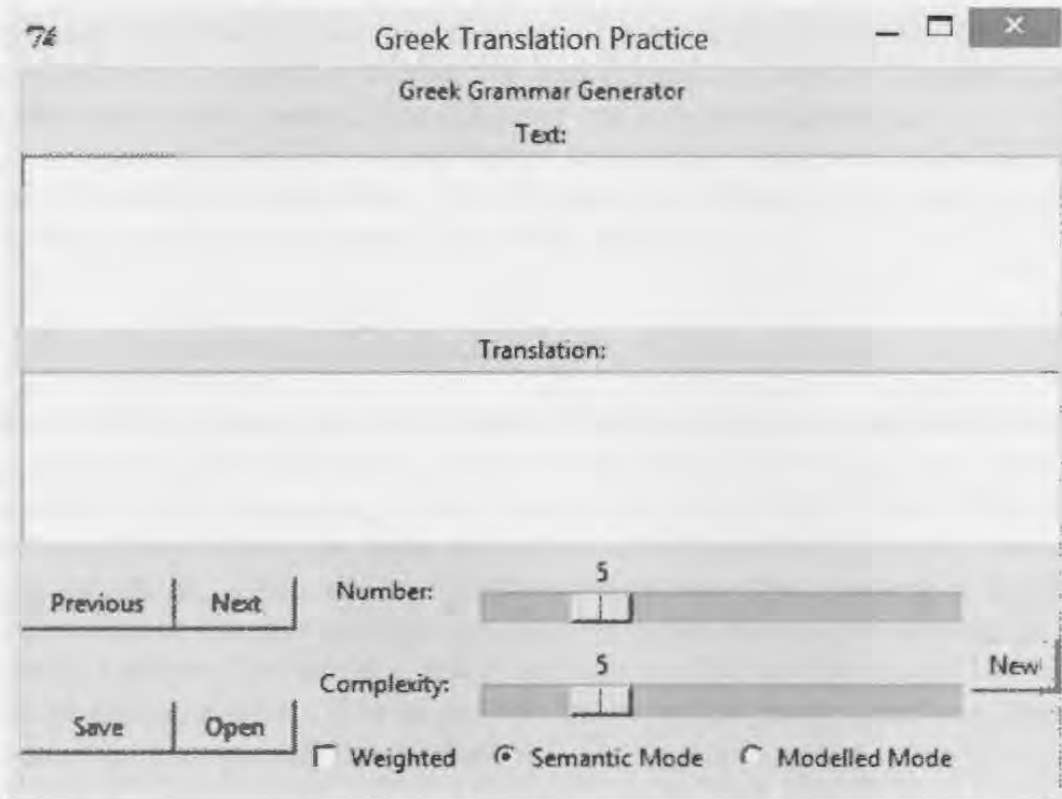 Greek Translation Practice
Greek Grammar Generator
Text:
Translation:
Previous Next
Number: 5
New
Complexity: 5
Save Open
Weighted Semantic Mode Modelled Mode